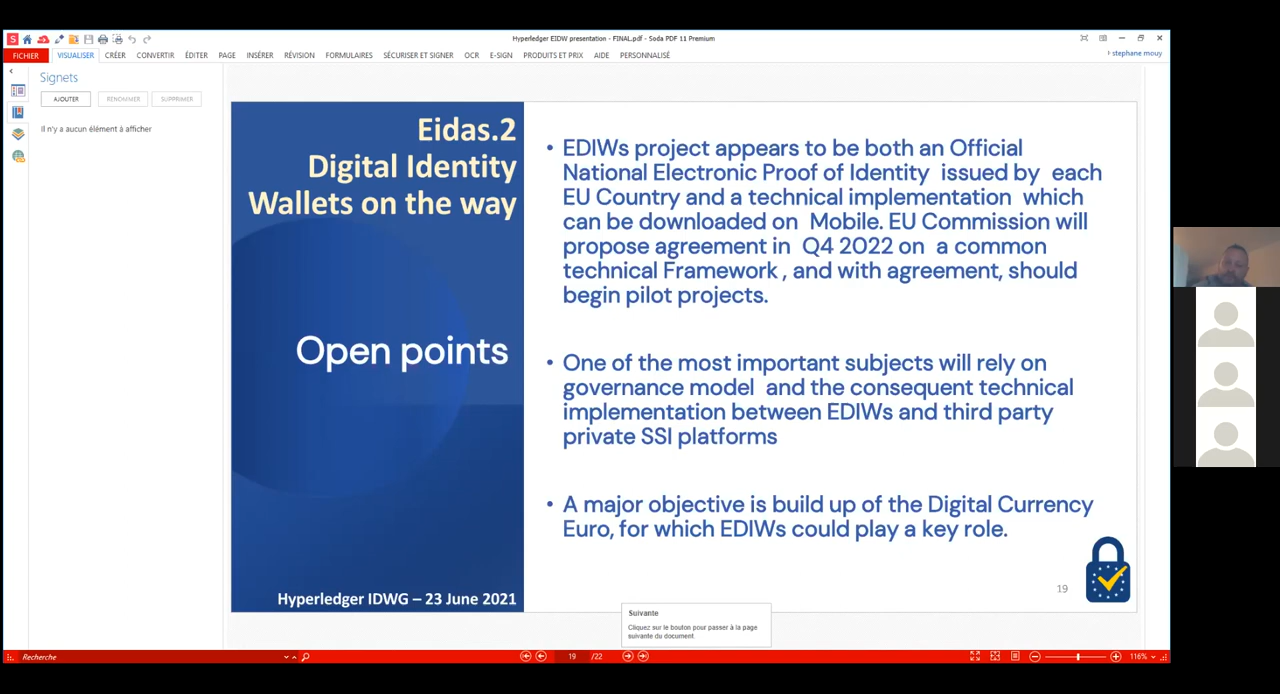 Hyperledger EIDW presentation - FINAL.pdf - Soda PDF 11 Premium
FICHIER VISUALISER CRÉER CONVERTIR ÉDITER PAGE INSÉRER RÉVISION FORMULAIRES SÉCURISER ET SIGNER OCR E-SIGN PRODUITS ET PRIX AIDE PERSONNALISÉ
stephane mouy
Signets
AJOUTER RENOMMER SUPPRIMER
Il n'y a aucun élément à afficher
Eidas.2
Digital Identity
Wallets on the way
Open points
Hyperledger IDWG – 23 June 2021
• EDIWs project appears to be both an Official
National Electronic Proof of Identity issued by each
EU Country and a technical implementation which
can be downloaded on Mobile. EU Commission will
propose agreement in Q4 2022 on a common
technical Framework , and with agreement, should
begin pilot projects.
• One of the most important subjects will rely on
governance model and the consequent technical
implementation between EDIWs and third party
private SSI platforms
• A major objective is build up of the Digital Currency
Euro, for which EDIWs could play a key role.
19
Suivante
Cliquez sur le bouton pour passer à la page
suivante du document.
Recherche
19 /22
116%